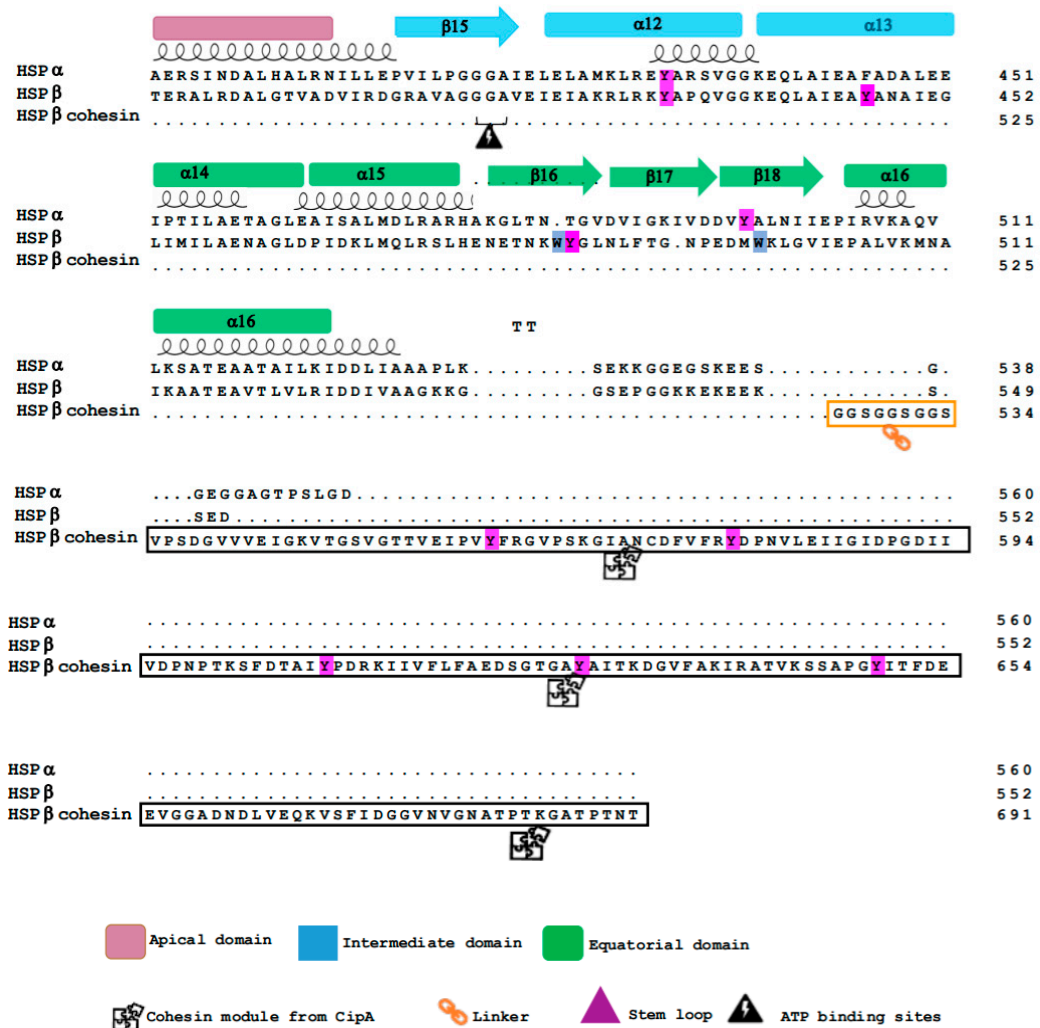 β15 α12 α13
HSP α AERSINDALHALRNILLEPVILPGGGAIELELAMKLREYARSVGGKEQLAIEAFADALEE 451
HSP β TERALRDALGTVADVIRDGRAVAGGGAVEIEIAKRLRKYAPQVGGKEQLAIEAYANAIEG 452
HSP β cohesin ............................................................ 525
α14 α15 β16 β17 β18 α16
HSP α IPTILAETAGLEAISALMDLRARHAKGLTN.TGVDVIGKIVDDVYALNIIEPIRVKAQV 511
HSP β LIMILAENAGLDPIDKLMQLRSLHENETNKWYGLNLFTG.NPEDMWKLGVIEPALVKMNA 511
HSP β cohesin ............................................................ 525
α16 TT
HSP α LKSATEAATAILKIDDLIAAAPLK.........SEKKGGEGSKEES............G. 538
HSP β IKAATEAVTLVLRIDDIVAAGKKG.........GSEPGGKKEKEEK............S. 549
HSP β cohesin ...................................................GGSGGSGGS 534
HSP α ....GEGGAGTPSLGD............................................ 560
HSP β ....SED..................................................... 552
HSP β cohesin VPSDGVVVEIGKVTGSVGTTVEIPVYFRGVPSKGIANCDFVFRYDPNVLEIIGIDPGDII 594
HSP α ............................................................ 560
HSP β ............................................................ 552
HSP β cohesin VDPNPTKSFDTAIYPDRKIIVFLFAEDSGTGAYAITKDGVFAKIRATVKSSAPGYITFDE 654
HSP α ..................................... 560
HSP β ..................................... 552
HSP β cohesin EVGGADNDLVEQKVSFIDGGVNVGNATPTKGATPTNT 691
Apical domain Intermediate domain Equatorial domain
Cohesin module from CipA Linker Stem loop ATP binding sites